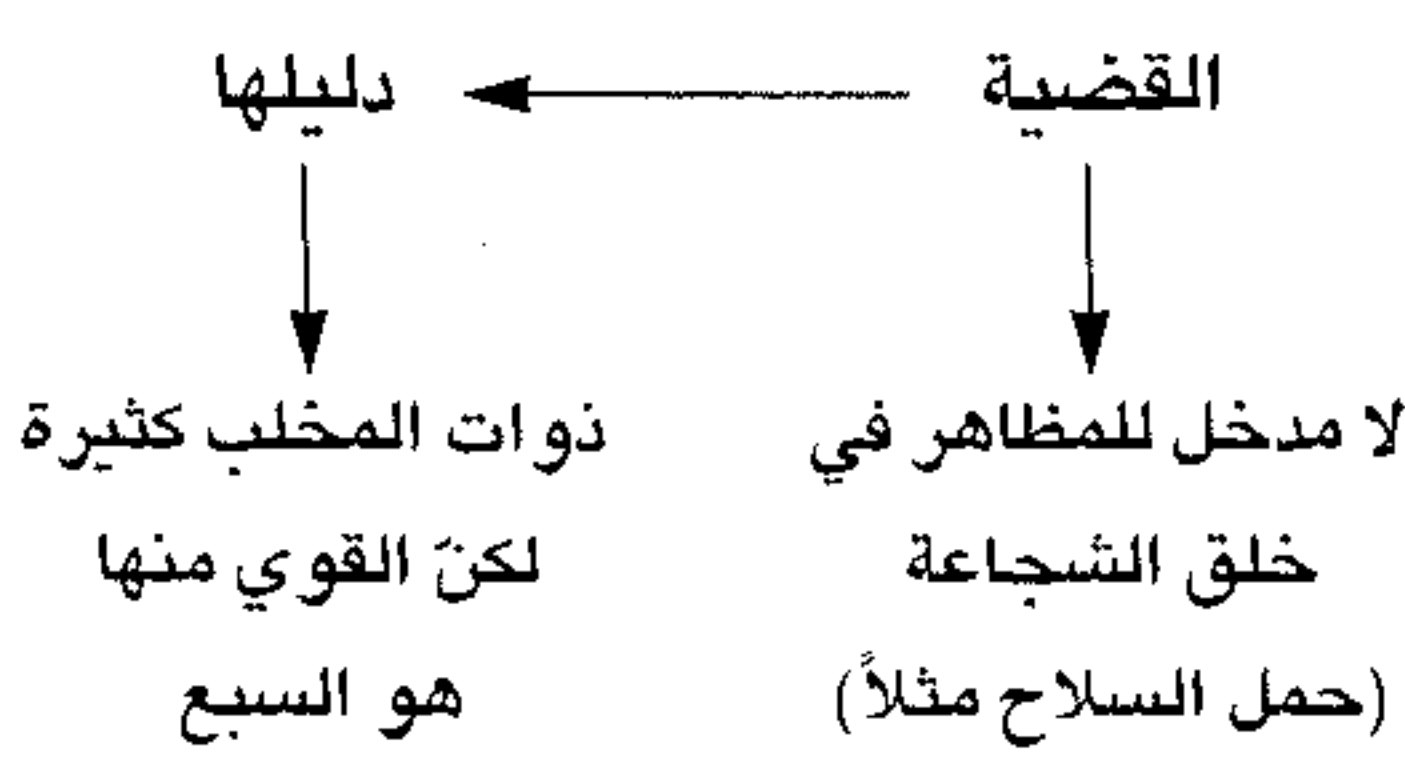 القضية دليلها
لا مدخل للمظاهر في
خلق الشجاعة
(حمل السلاح مثلاً)
ذوات المخلب كثيرة
لكنّ القوي منها
هو السبع